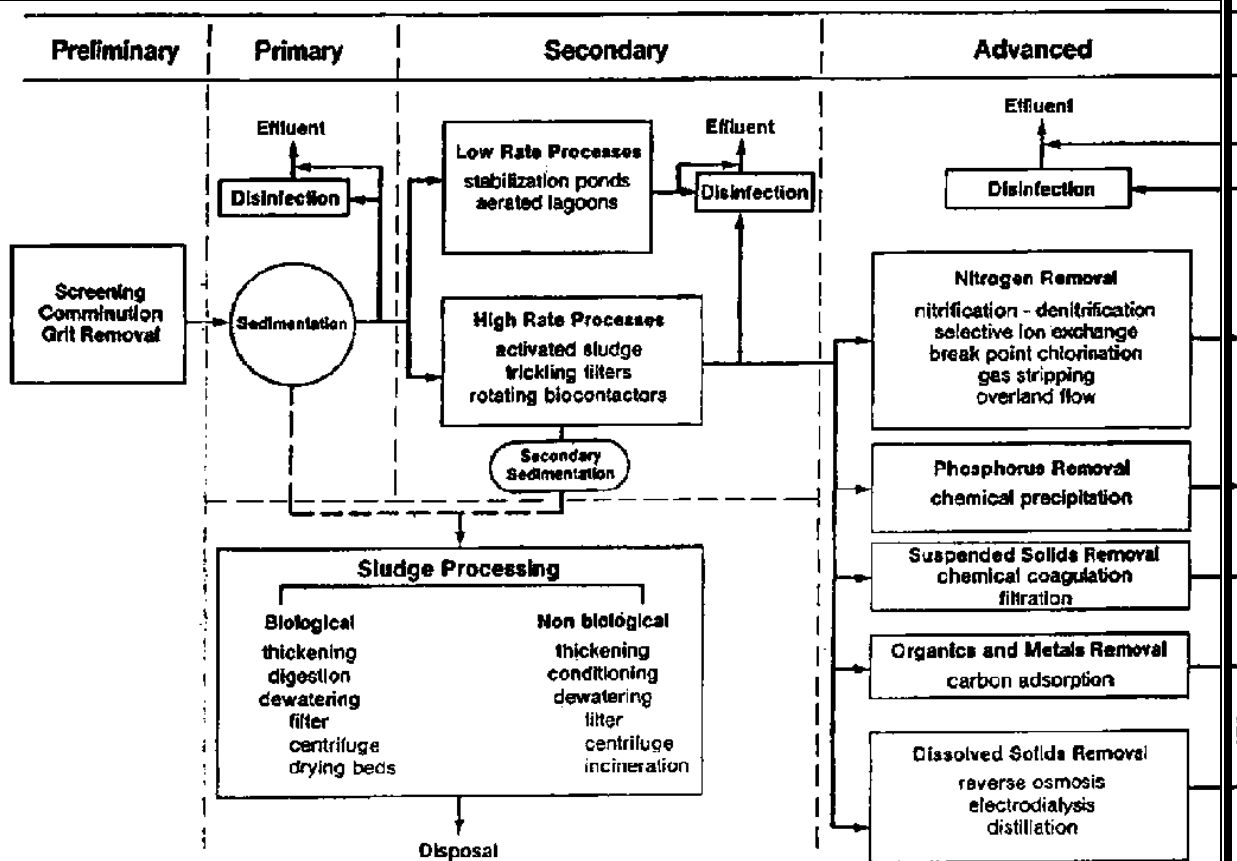 Preliminary
Primary
Secondary
Advanced
Effluent
Disinfection
Effluent
Disinfection
Effluent
Disinfection
Screening
Comminution
Grit Removal
Sedimentation
Low Rate Processes
stabilization ponds
aerated lagoons
High Rate Processes
activated sludge
trickling filters
rotating biocontactors
Secondary
Sedimentation
Nitrogen Removal
nitrification - denitrification
selective ion exchange
break point chlorination
gas stripping
overland flow
Phosphorus Removal
chemical precipitation
Suspended Solids Removal
chemical coagulation
filtration
Organics and Metals Removal
carbon adsorption
Dissolved Solids Removal
reverse osmosis
electrodialysis
distillation
Sludge Processing
Biological
thickening
digestion
dewatering
filter
centrifuge
drying beds
Non biological
thickening
conditioning
dewatering
filter
centrifuge
incineration
Disposal